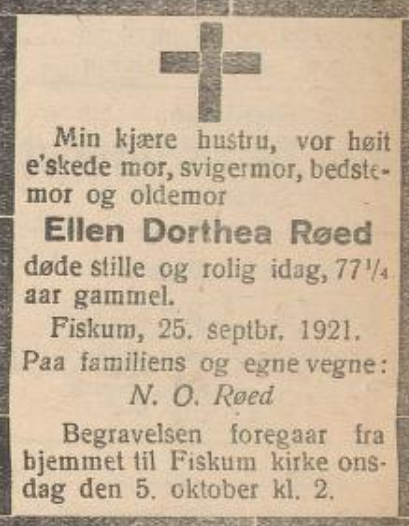 Min kjære hustru, vor høit
e'skede mor, svigermor, bedste-
mor og oldemor
Ellen Dorthea Røed
døde stille og rolig idag, 77 1/4
aar gammel.
Fiskum, 25. septbr. 1921.
Paa familiens og egne vegne:
N. O. Røed
Begravelsen foregaar fra
hjemmet til Fiskum kirke ons-
dag den 5. oktober kl. 2.